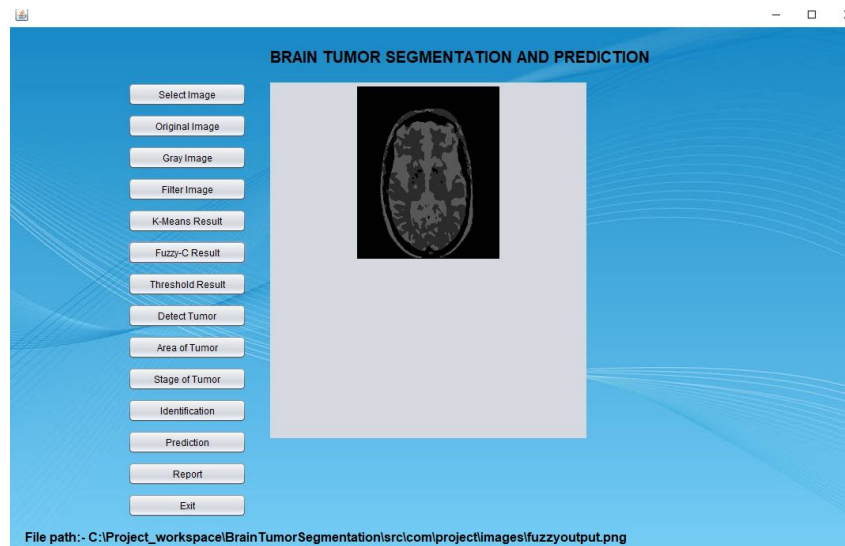 BRAIN TUMOR SEGMENTATION AND PREDICTION
Select Image
Original Image
Gray Image
Filter Image
K-Means Result
Fuzzy-C Result
Threshold Result
Detect Tumor
Area of Tumor
Stage of Tumor
Identification
Prediction
Report
Exit
File path:- C:\Project_workspace\BrainTumorSegmentation\src\com\project\images\fuzzyoutput.png